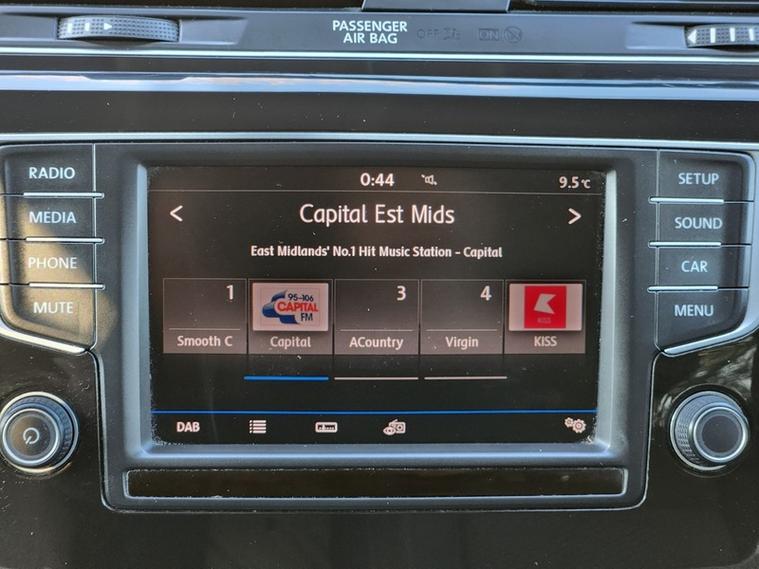 PASSENGER
AIR BAG
OFF
ON
RADIO
MEDIA
PHONE
MUTE
0:44
9.5°C
Capital Est Mids
East Midlands' No.1 Hit Music Station - Capital
1
95-106
CAPITAL
FM
3
4
KISS
Smooth C
Capital
ACountry
Virgin
KISS
DAB
SETUP
SOUND
CAR
MENU